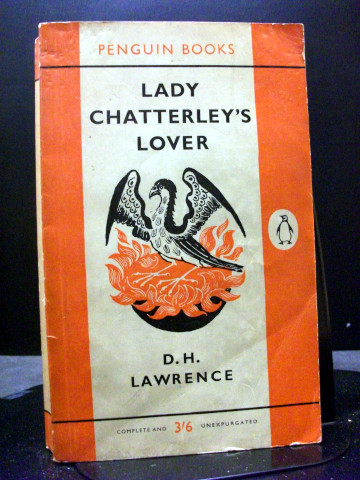 PENGUIN BOOKS
LADY
CHATTERLEY'S
LOVER
D.H.
LAWRENCE
COMPLETE AND 3/6 UNEXPURGATED